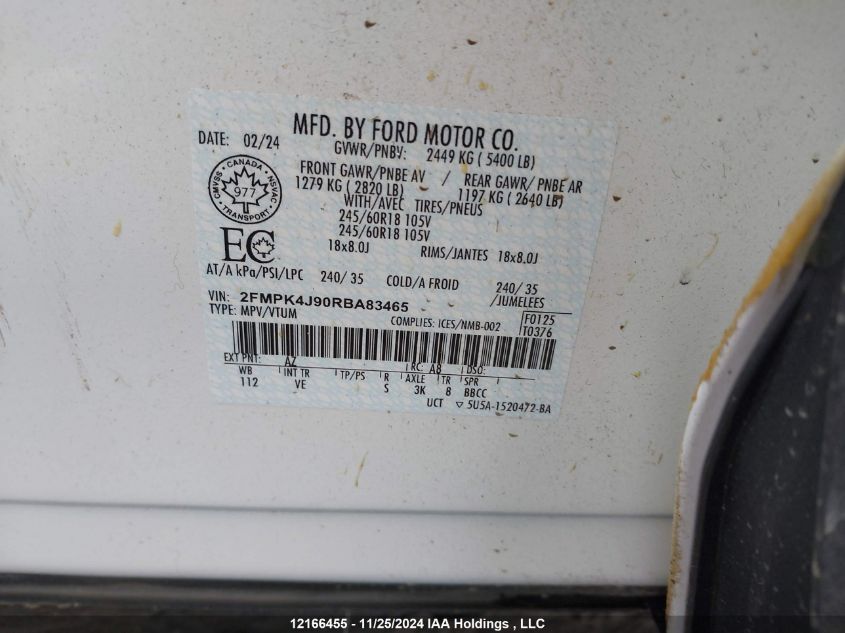 MFD. BY FORD MOTOR CO.
DATE: 02/24 GVWR/PNBV: 2449 KG ( 5400 LB)
FRONT GAWR/PNBE AV / REAR GAWR/ PNBE AR
1279 KG ( 2820 LB) 1197 KG ( 2640 LB)
WITH/AVEC TIRES/PNEUS
245/60R18 105V
245/60R18 105V
18x8.0J RIMS/JANTES 18x8.0J
CMVSS · CANADA · NSVAC
977
TRANSPORT
EC
AT/A kPa/PSI/LPC 240/ 35 COLD/A FROID 240/ 35
/JUMELEES
VIN: 2FMPK4J90RBA83465
TYPE: MPV/VTUM COMPLIES: ICES/NMB-002 F0125
T0376
EXT PNT: AZ RC: A8 DSO:
WB INT TR TP/PS R AXLE TR SPR
112 VE S 3K 8 BBCC
UCT ▽ 5U5A-1520472-BA
12166455 - 11/25/2024 IAA Holdings , LLC